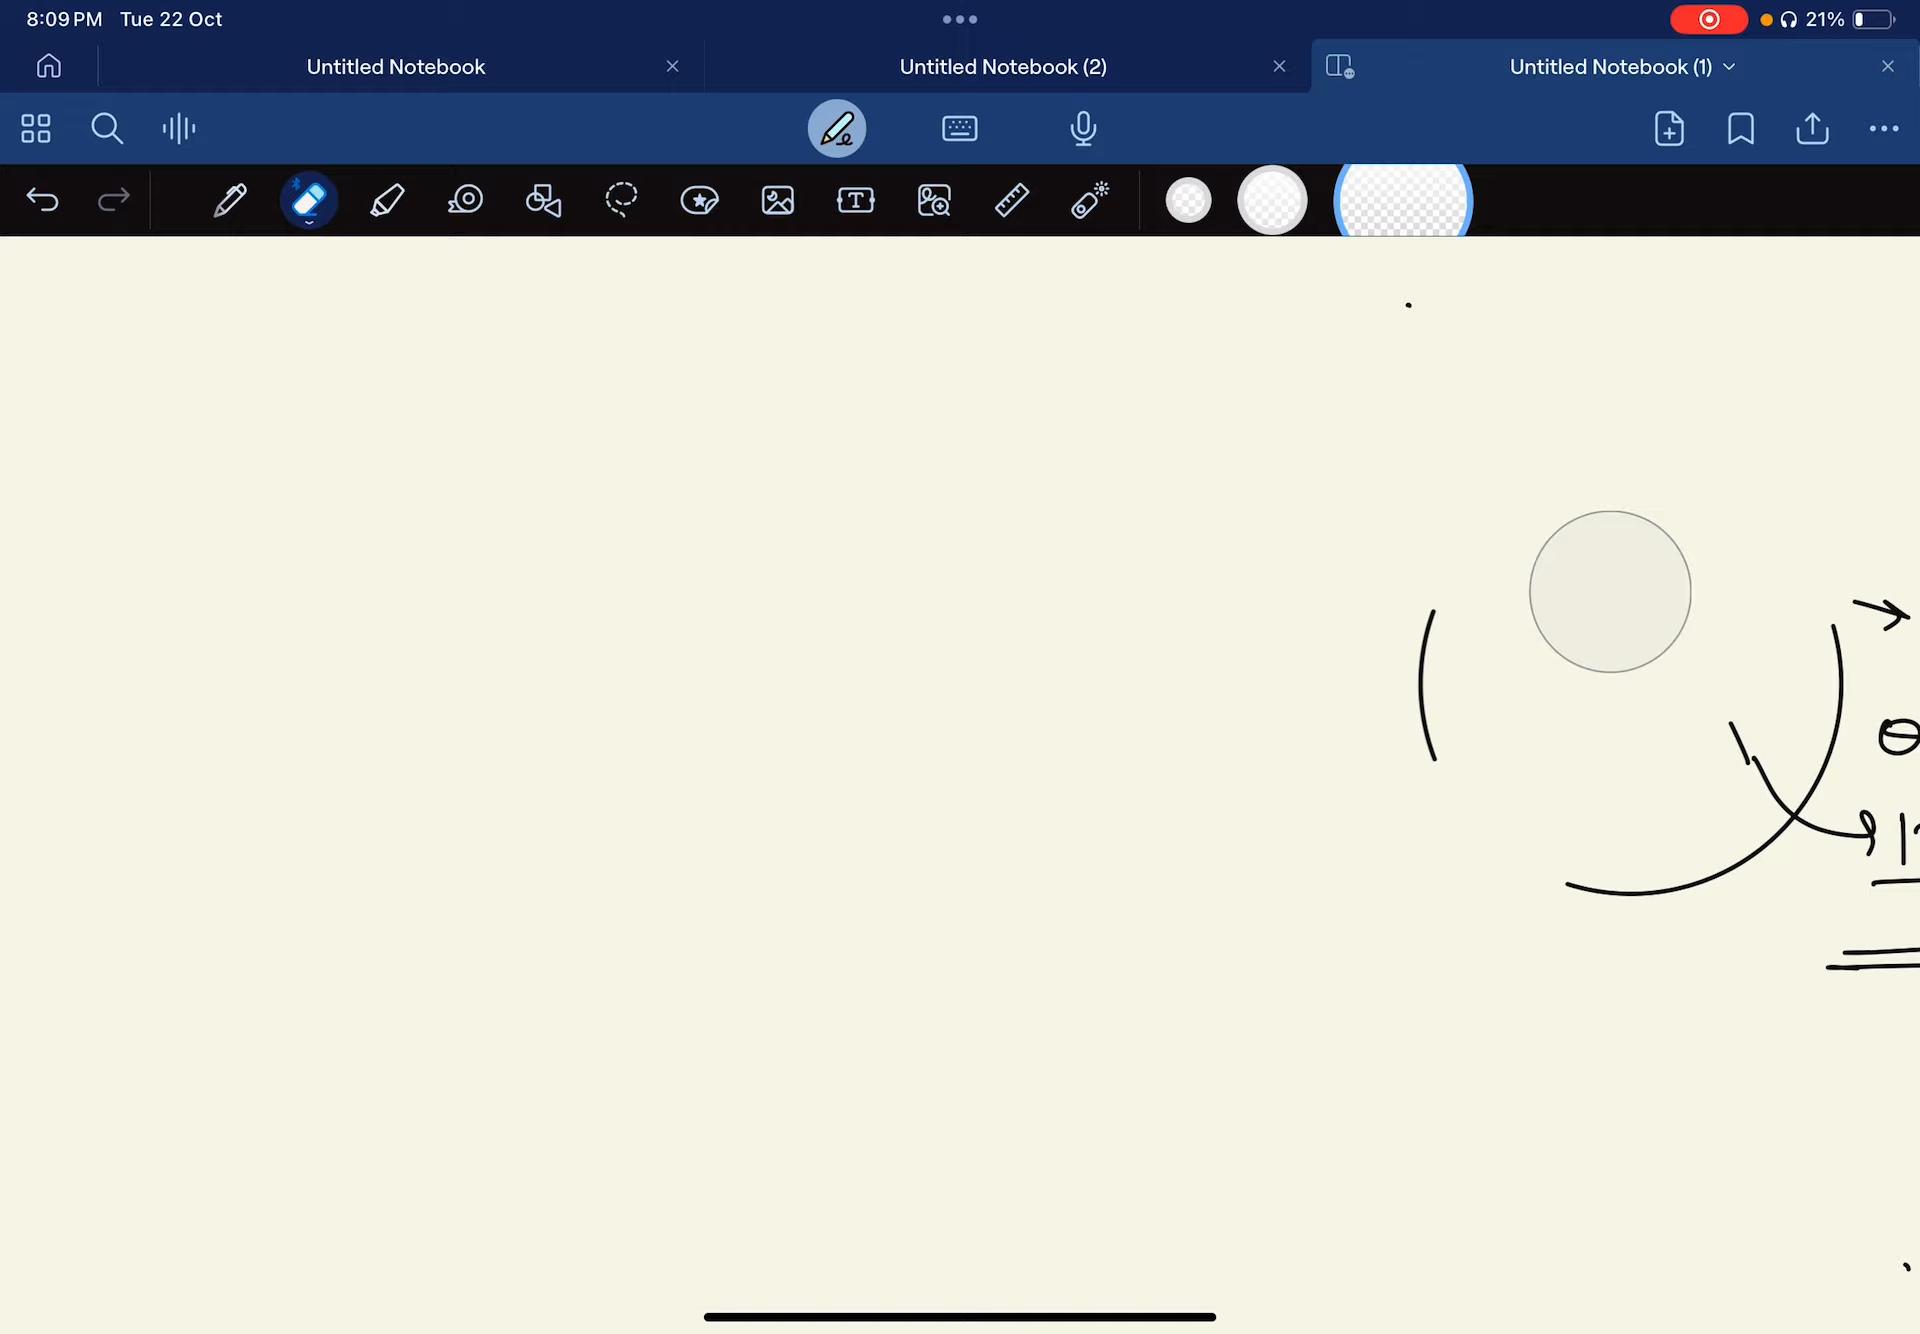 8:09 PM Tue 22 Oct 21%
Untitled Notebook Untitled Notebook (2) Untitled Notebook (1)
T
θ